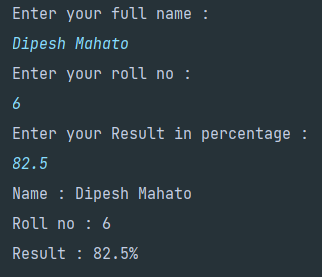 Enter your full name :
Dipesh Mahato
Enter your roll no :
6
Enter your Result in percentage :
82.5
Name : Dipesh Mahato
Roll no : 6
Result : 82.5%